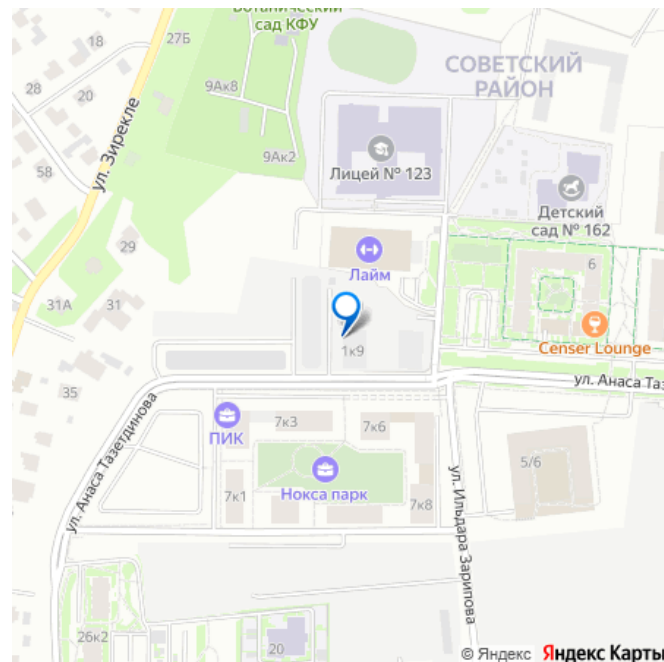 Ботанический
сад КФУ
27Б
18
28
20
9Ак8
СОВЕТСКИЙ
РАЙОН
ул. Зирекле
9Ак2
Лицей № 123
58
Детский
сад № 162
29
Лайм
6
31А
31
1к9
Censer Lounge
35
ул. Анаса Таз
ПИК
7к3
7к6
ул. Анаса Тазетдинова
5/6
Нокса парк
7к1
7к8
ул. Ильдара Зарипова
26к2
20
© Яндекс Яндекс Карты